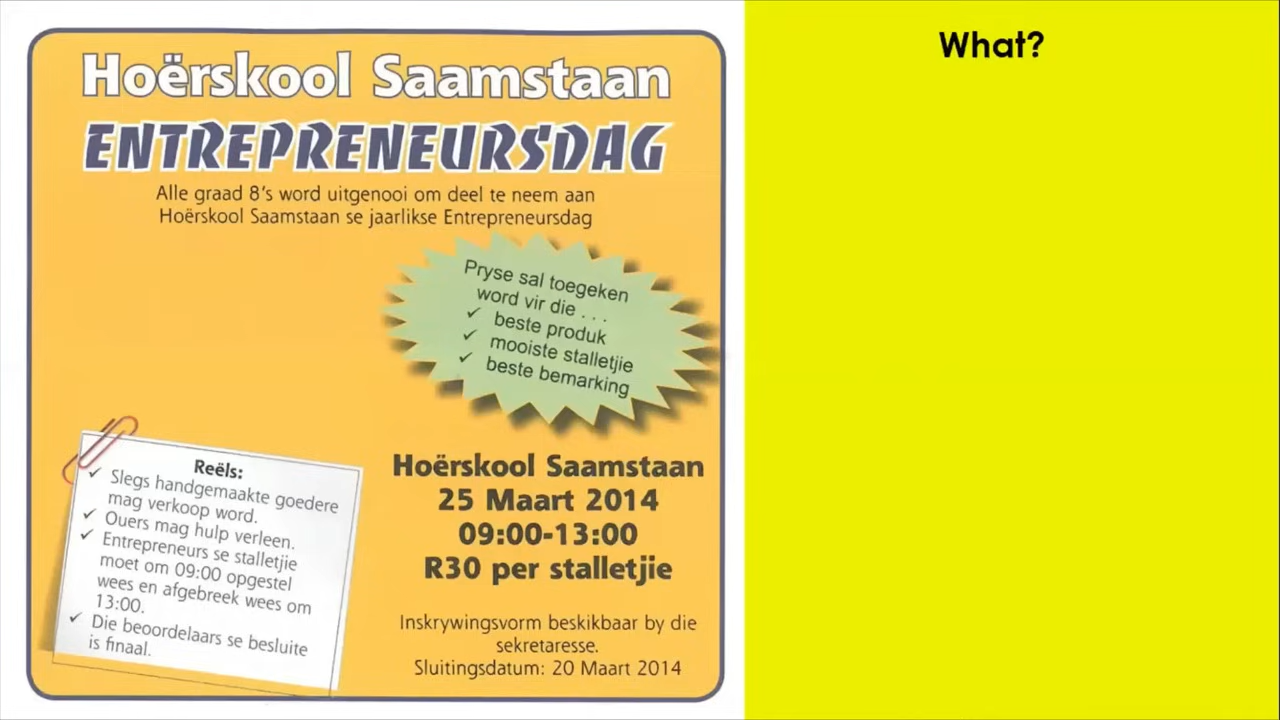 Hoërskool Saamstaan
ENTREPRENEURSDAG
Alle graad 8's word uitgenooi om deel te neem aan
Hoërskool Saamstaan se jaarlikse Entrepreneursdag
Pryse sal toegeken
word vir die . . .
✓ beste produk
✓ mooiste stalletjie
✓ beste bemarking
Reëls:
✓ Slegs handgemaakte goedere
mag verkoop word.
✓ Ouers mag hulp verleen.
✓ Entrepreneurs se stalletjie
moet om 09:00 opgestel
wees en afgebreek wees om
13:00.
✓ Die beoordelaars se besluite
is finaal.
Hoërskool Saamstaan
25 Maart 2014
09:00-13:00
R30 per stalletjie
Inskrywingsvorm beskikbaar by die
sekretaresse.
Sluitingsdatum: 20 Maart 2014
What?